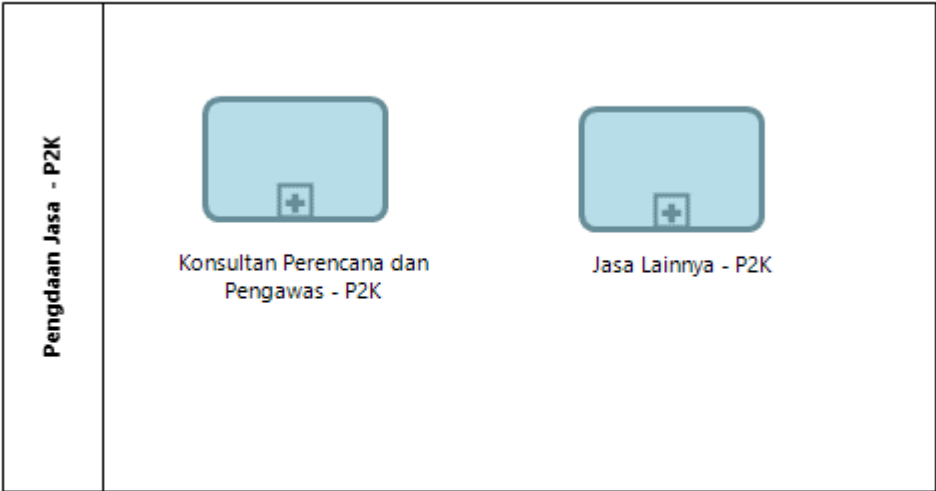 Pengdaan Jasa - P2K
Konsultan Perencana dan
Pengawas - P2K
Jasa Lainnya - P2K